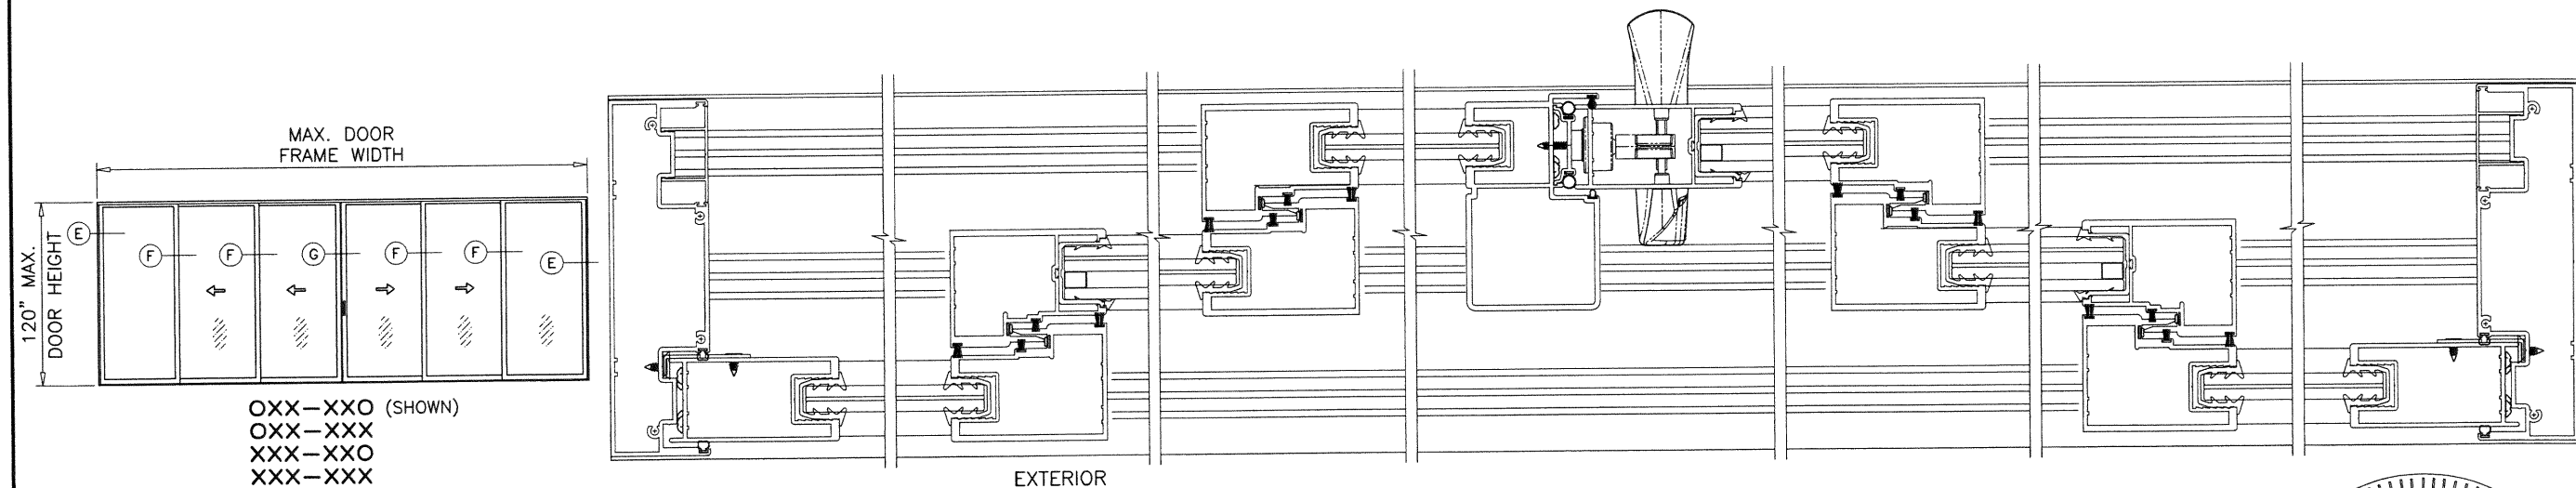 MAX. DOOR
FRAME WIDTH
120" MAX.
DOOR HEIGHT
E
F
F
G
F
F
E
OXX-XXO (SHOWN)
OXX-XXX
XXX-XXO
XXX-XXX
EXTERIOR